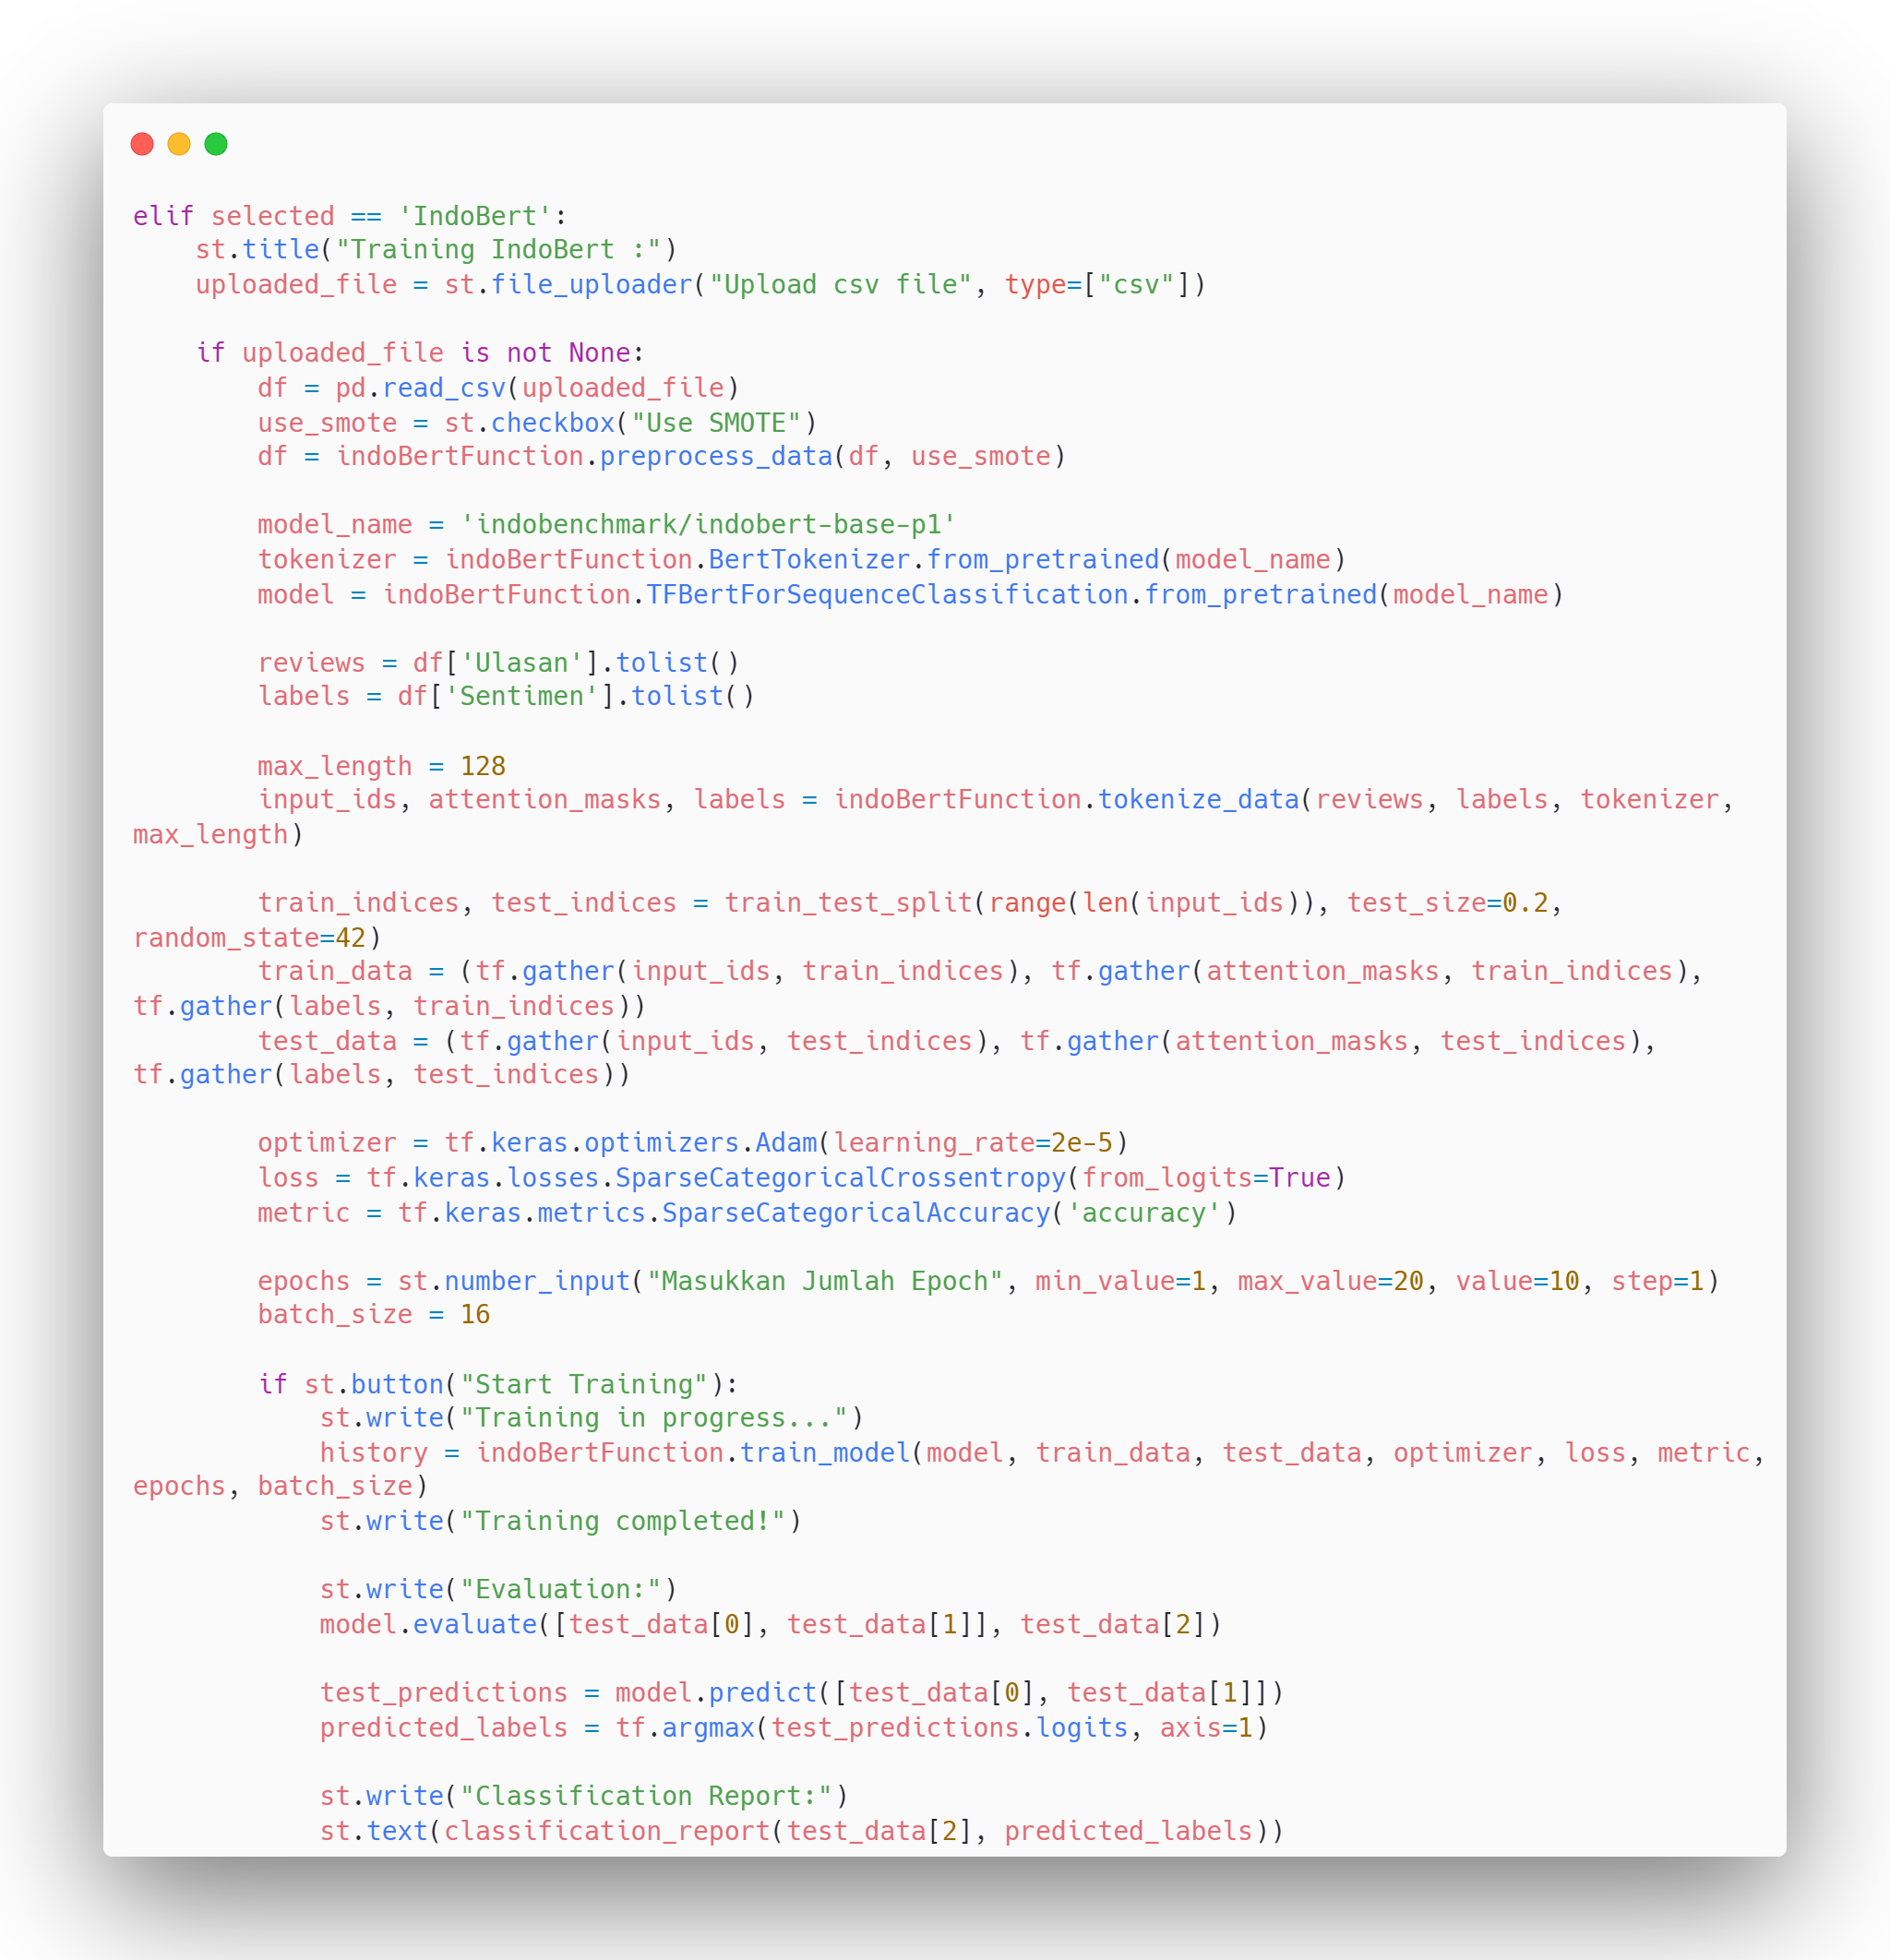 elif selected == 'IndoBert':
    st.title("Training IndoBert :")
    uploaded_file = st.file_uploader("Upload csv file", type=["csv"])

    if uploaded_file is not None:
        df = pd.read_csv(uploaded_file)
        use_smote = st.checkbox("Use SMOTE")
        df = indoBertFunction.preprocess_data(df, use_smote)

        model_name = 'indobenchmark/indobert-base-p1'
        tokenizer = indoBertFunction.BertTokenizer.from_pretrained(model_name)
        model = indoBertFunction.TFBertForSequenceClassification.from_pretrained(model_name)

        reviews = df['Ulasan'].tolist()
        labels = df['Sentimen'].tolist()

        max_length = 128
        input_ids, attention_masks, labels = indoBertFunction.tokenize_data(reviews, labels, tokenizer,
max_length)

        train_indices, test_indices = train_test_split(range(len(input_ids)), test_size=0.2,
random_state=42)
        train_data = (tf.gather(input_ids, train_indices), tf.gather(attention_masks, train_indices),
tf.gather(labels, train_indices))
        test_data = (tf.gather(input_ids, test_indices), tf.gather(attention_masks, test_indices),
tf.gather(labels, test_indices))

        optimizer = tf.keras.optimizers.Adam(learning_rate=2e-5)
        loss = tf.keras.losses.SparseCategoricalCrossentropy(from_logits=True)
        metric = tf.keras.metrics.SparseCategoricalAccuracy('accuracy')

        epochs = st.number_input("Masukkan Jumlah Epoch", min_value=1, max_value=20, value=10, step=1)
        batch_size = 16

        if st.button("Start Training"):
            st.write("Training in progress...")
            history = indoBertFunction.train_model(model, train_data, test_data, optimizer, loss, metric,
epochs, batch_size)
            st.write("Training completed!")

            st.write("Evaluation:")
            model.evaluate([test_data[0], test_data[1]], test_data[2])

            test_predictions = model.predict([test_data[0], test_data[1]])
            predicted_labels = tf.argmax(test_predictions.logits, axis=1)

            st.write("Classification Report:")
            st.text(classification_report(test_data[2], predicted_labels))